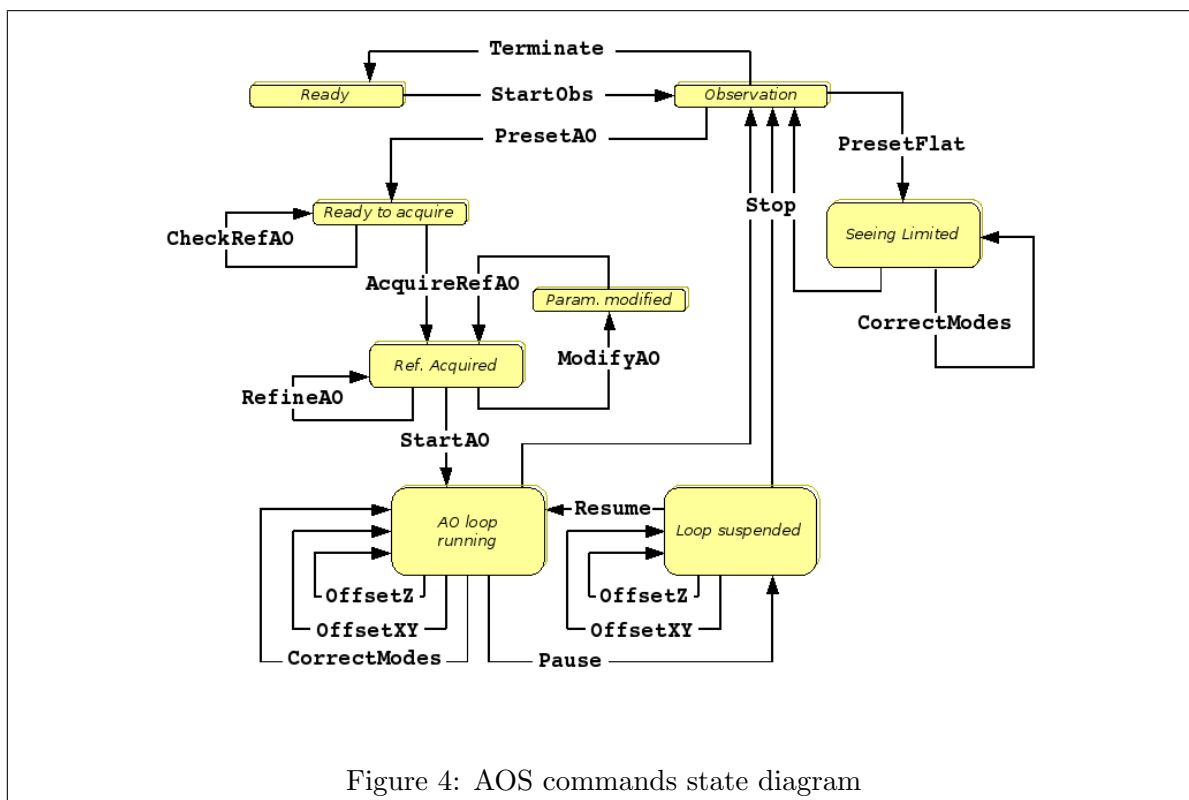 Terminate
Ready
StartObs
Observation
PresetAO
PresetFlat
Ready to acquire
Stop
Seeing Limited
CheckRefAO
AcquireRefAO
Param. modified
CorrectModes
Ref. Acquired
ModifyAO
RefineAO
StartAO
AO loop
running
Resume
Loop suspended
OffsetZ
OffsetZ
OffsetXY
OffsetXY
CorrectModes
Pause
Figure 4: AOS commands state diagram